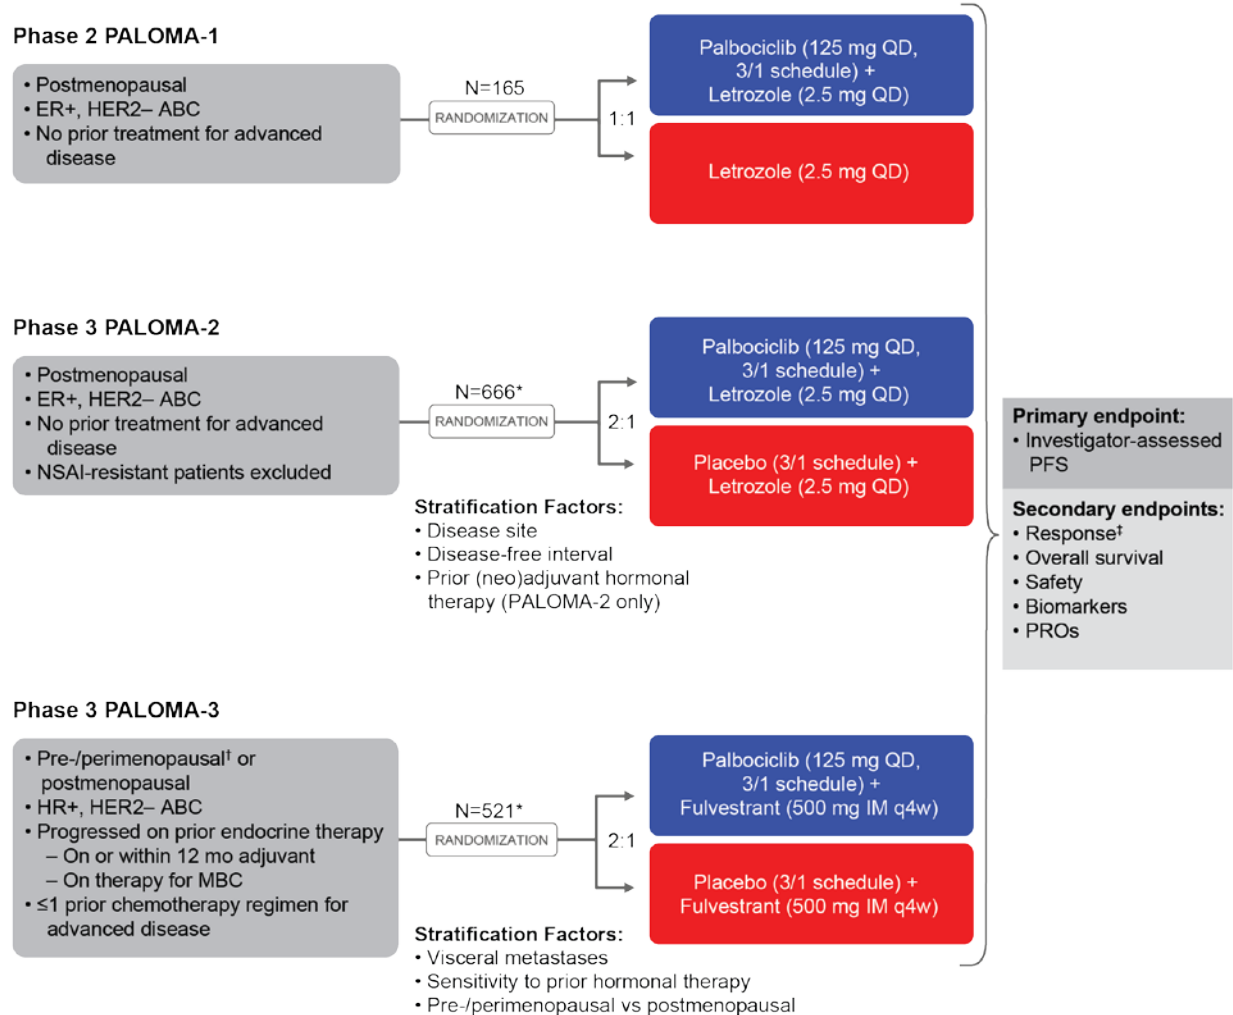 Phase 2 PALOMA-1
• Postmenopausal
• ER+, HER2– ABC
• No prior treatment for advanced
disease
N=165
RANDOMIZATION
1:1
Palbociclib (125 mg QD,
3/1 schedule) +
Letrozole (2.5 mg QD)
Letrozole (2.5 mg QD)
Phase 3 PALOMA-2
• Postmenopausal
• ER+, HER2– ABC
• No prior treatment for advanced
disease
• NSAI-resistant patients excluded
N=666*
RANDOMIZATION
2:1
Palbociclib (125 mg QD,
3/1 schedule) +
Letrozole (2.5 mg QD)
Placebo (3/1 schedule) +
Letrozole (2.5 mg QD)
Stratification Factors:
• Disease site
• Disease-free interval
• Prior (neo)adjuvant hormonal
therapy (PALOMA-2 only)
Phase 3 PALOMA-3
• Pre-/perimenopausal† or
postmenopausal
• HR+, HER2– ABC
• Progressed on prior endocrine therapy
– On or within 12 mo adjuvant
– On therapy for MBC
• ≤1 prior chemotherapy regimen for
advanced disease
N=521*
RANDOMIZATION
2:1
Palbociclib (125 mg QD,
3/1 schedule) +
Fulvestrant (500 mg IM q4w)
Placebo (3/1 schedule) +
Fulvestrant (500 mg IM q4w)
Stratification Factors:
• Visceral metastases
• Sensitivity to prior hormonal therapy
• Pre-/perimenopausal vs postmenopausal
Primary endpoint:
• Investigator-assessed
PFS
Secondary endpoints:
• Response‡
• Overall survival
• Safety
• Biomarkers
• PROs